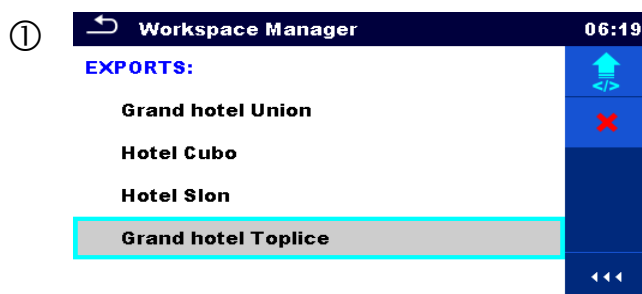 ①
Workspace Manager
06:19
EXPORTS:
</>
Grand hotel Union
Hotel Cubo
Hotel Slon
Grand hotel Toplice